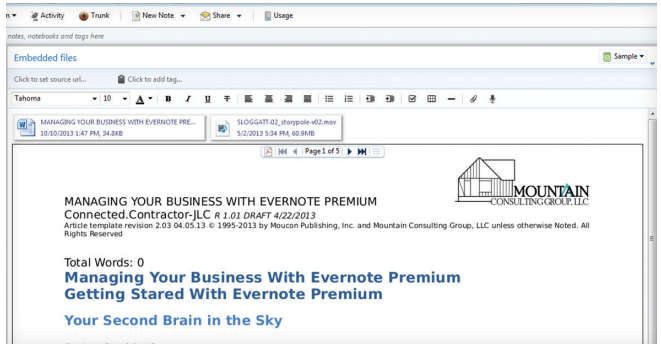 n Activity Trunk New Note Share Usage
notes, notebooks and tags here
Embedded files Sample
Click to set source url... Click to add tag...
Tahoma 10 A B I U T
MANAGING YOUR BUSINESS WITH EVERNOTE PRE... SLOGGATT-02_storypole-v02.mov
10/10/2013 1:47 PM, 34.8KB 5/2/2013 5:34 PM, 60.9MB
Page 1 of 5
MOUNTAIN
CONSULTING GROUP, LLC
MANAGING YOUR BUSINESS WITH EVERNOTE PREMIUM
Connected.Contractor-JLC R 1.01 DRAFT 4/22/2013
Article template revision 2.03 04.05.13 © 1995-2013 by Moucon Publishing, Inc. and Mountain Consulting Group, LLC unless otherwise Noted. All
Rights Reserved
Total Words: 0
Managing Your Business With Evernote Premium
Getting Stared With Evernote Premium
Your Second Brain in the Sky